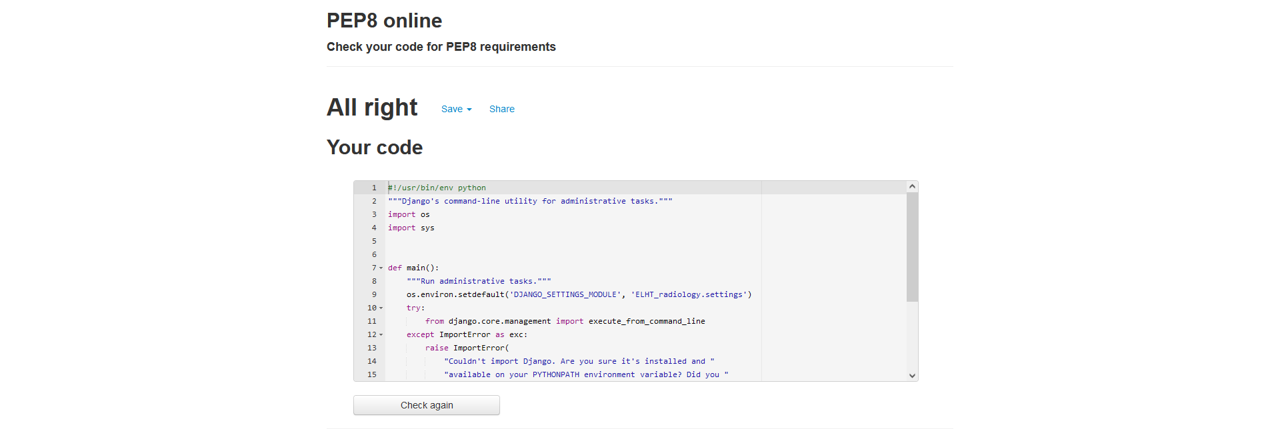 PEP8 online
Check your code for PEP8 requirements
All right Save Share
Your code
1 #!/usr/bin/env python
2 """Django's command-line utility for administrative tasks."""
3 import os
4 import sys
5
6
7 def main():
8 """Run administrative tasks."""
9 os.environ.setdefault('DJANGO_SETTINGS_MODULE', 'ELHT_radiology.settings')
10 try:
11 from django.core.management import execute_from_command_line
12 except ImportError as exc:
13 raise ImportError(
14 "Couldn't import Django. Are you sure it's installed and "
15 "available on your PYTHONPATH environment variable? Did you "
Check again